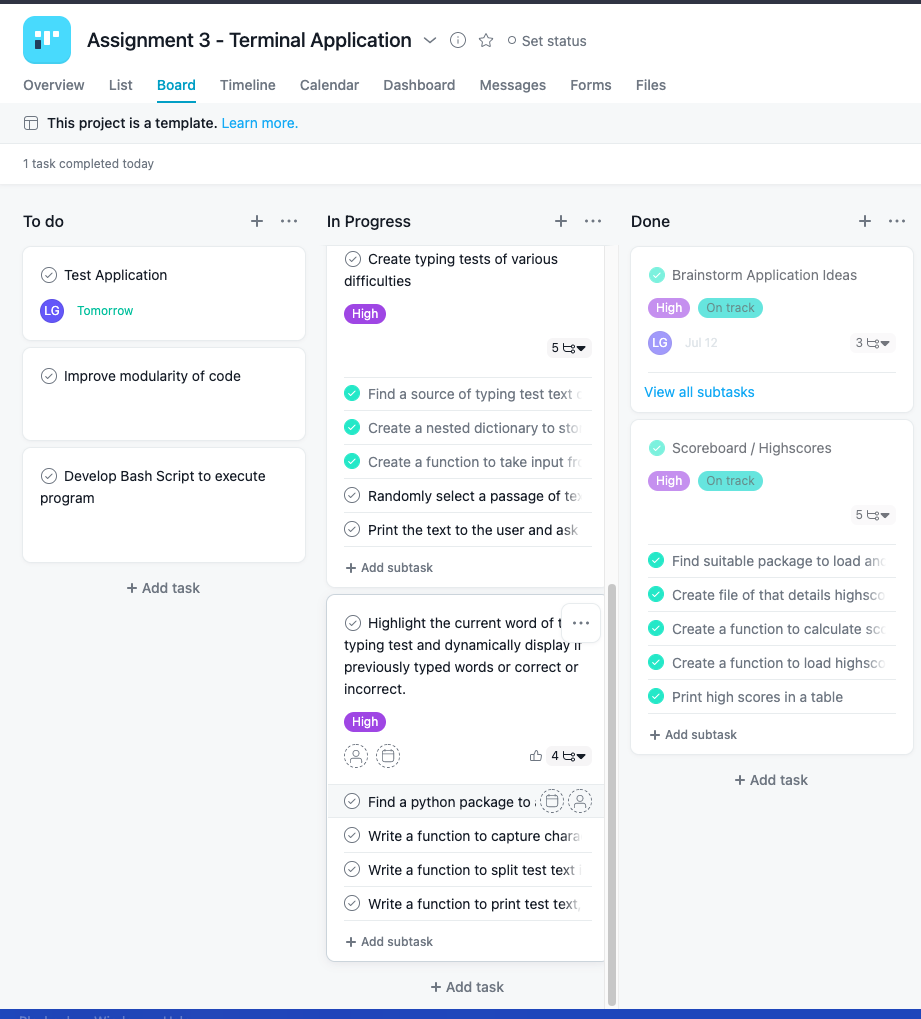 Assignment 3 - Terminal Application
Set status
Overview List Board Timeline Calendar Dashboard Messages Forms Files
This project is a template. Learn more.
1 task completed today
To do
Test Application
LG Tomorrow
Improve modularity of code
Develop Bash Script to execute
program
+ Add task
In Progress
Create typing tests of various
difficulties
High
5
Find a source of typing test text
Create a nested dictionary to
Create a function to take input
Randomly select a passage of
Print the text to the user and ask
+ Add subtask
Highlight the current word of
typing test and dynamically display
previously typed words or correct or
incorrect.
High
4
Find a python package to
Write a function to capture
Write a function to split test text
Write a function to print test text,
+ Add subtask
+ Add task
Done
Brainstorm Application Ideas
High On track
LG Jul 12 3
View all subtasks
Scoreboard / Highscores
High On track
5
Find suitable package to load
Create file of that details
Create a function to calculate
Create a function to load
Print high scores in a table
+ Add subtask
+ Add task